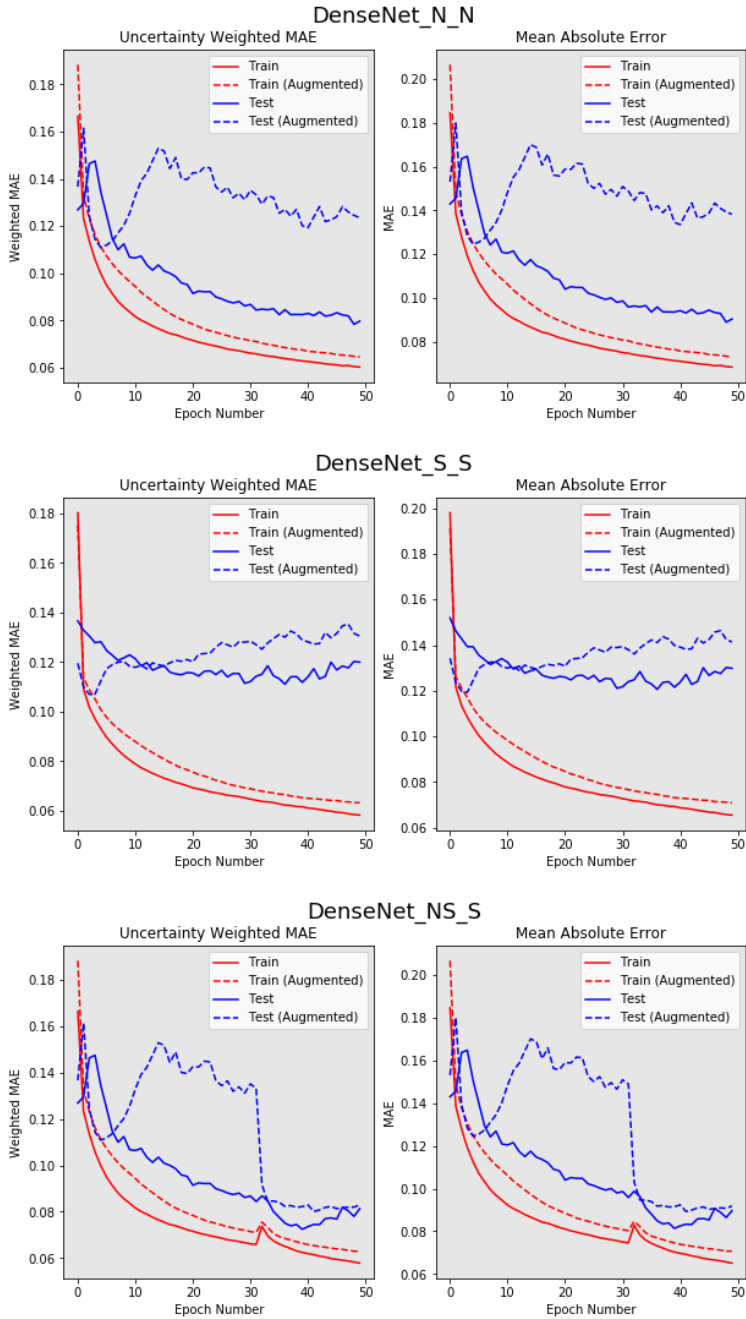 DenseNet_N_N
Uncertainty Weighted MAE
Mean Absolute Error
Weighted MAE
0.18
0.16
0.14
0.12
0.10
0.08
0.06
Train
Train (Augmented)
Test
Test (Augmented)
0 10 20 30 40 50
Epoch Number
MAE
0.20
0.18
0.16
0.14
0.12
0.10
0.08
Train
Train (Augmented)
Test
Test (Augmented)
0 10 20 30 40 50
Epoch Number
DenseNet_S_S
Uncertainty Weighted MAE
Mean Absolute Error
Weighted MAE
0.18
0.16
0.14
0.12
0.10
0.08
0.06
Train
Train (Augmented)
Test
Test (Augmented)
0 10 20 30 40 50
Epoch Number
MAE
0.20
0.18
0.16
0.14
0.12
0.10
0.08
0.06
Train
Train (Augmented)
Test
Test (Augmented)
0 10 20 30 40 50
Epoch Number
DenseNet_NS_S
Uncertainty Weighted MAE
Mean Absolute Error
Weighted MAE
0.18
0.16
0.14
0.12
0.10
0.08
0.06
Train
Train (Augmented)
Test
Test (Augmented)
0 10 20 30 40 50
Epoch Number
MAE
0.20
0.18
0.16
0.14
0.12
0.10
0.08
0.06
Train
Train (Augmented)
Test
Test (Augmented)
0 10 20 30 40 50
Epoch Number